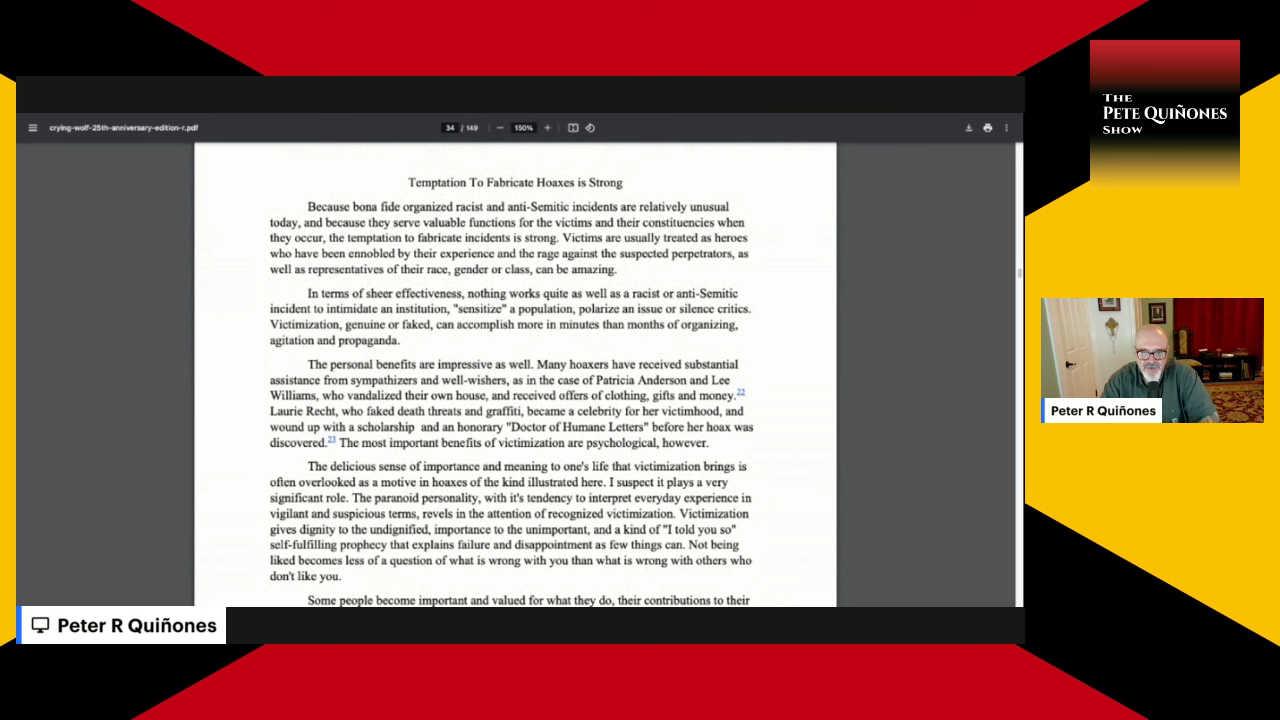 THE
PETE QUIÑONES
SHOW
crying-wolf-25th-anniversary-edition-r.pdf
34 / 149
150%
Temptation To Fabricate Hoaxes is Strong
Because bona fide organized racist and anti-Semitic incidents are relatively unusual
today, and because they serve valuable functions for the victims and their constituencies when
they occur, the temptation to fabricate incidents is strong. Victims are usually treated as heroes
who have been ennobled by their experience and the rage against the suspected perpetrators, as
well as representatives of their race, gender or class, can be amazing.
In terms of sheer effectiveness, nothing works quite as well as a racist or anti-Semitic
incident to intimidate an institution, "sensitize" a population, polarize an issue or silence critics.
Victimization, genuine or faked, can accomplish more in minutes than months of organizing,
agitation and propaganda.
The personal benefits are impressive as well. Many hoaxers have received substantial
assistance from sympathizers and well-wishers, as in the case of Patricia Anderson and Lee
Williams, who vandalized their own house, and received offers of clothing, gifts and money.22
Laurie Recht, who faked death threats and graffiti, became a celebrity for her victimhood, and
wound up with a scholarship and an honorary "Doctor of Humane Letters" before her hoax was
discovered.23 The most important benefits of victimization are psychological, however.
The delicious sense of importance and meaning to one's life that victimization brings is
often overlooked as a motive in hoaxes of the kind illustrated here. I suspect it plays a very
significant role. The paranoid personality, with it's tendency to interpret everyday experience in
vigilant and suspicious terms, revels in the attention of recognized victimization. Victimization
gives dignity to the undignified, importance to the unimportant, and a kind of "I told you so"
self-fulfilling prophecy that explains failure and disappointment as few things can. Not being
liked becomes less of a question of what is wrong with you than what is wrong with others who
don't like you.
Some people become important and valued for what they do, their contributions to their
Peter R Quiñones
Peter R Quiñones